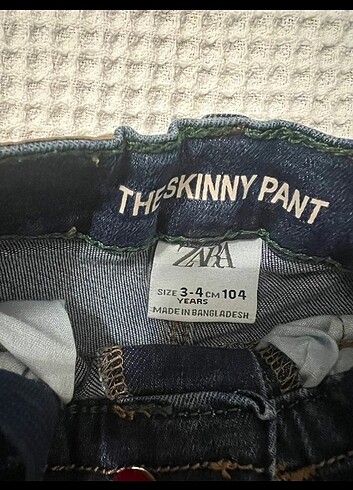 THE SKINNY PANT
ZARA
SIZE 3-4 CM 104
YEARS
MADE IN BANGLADESH